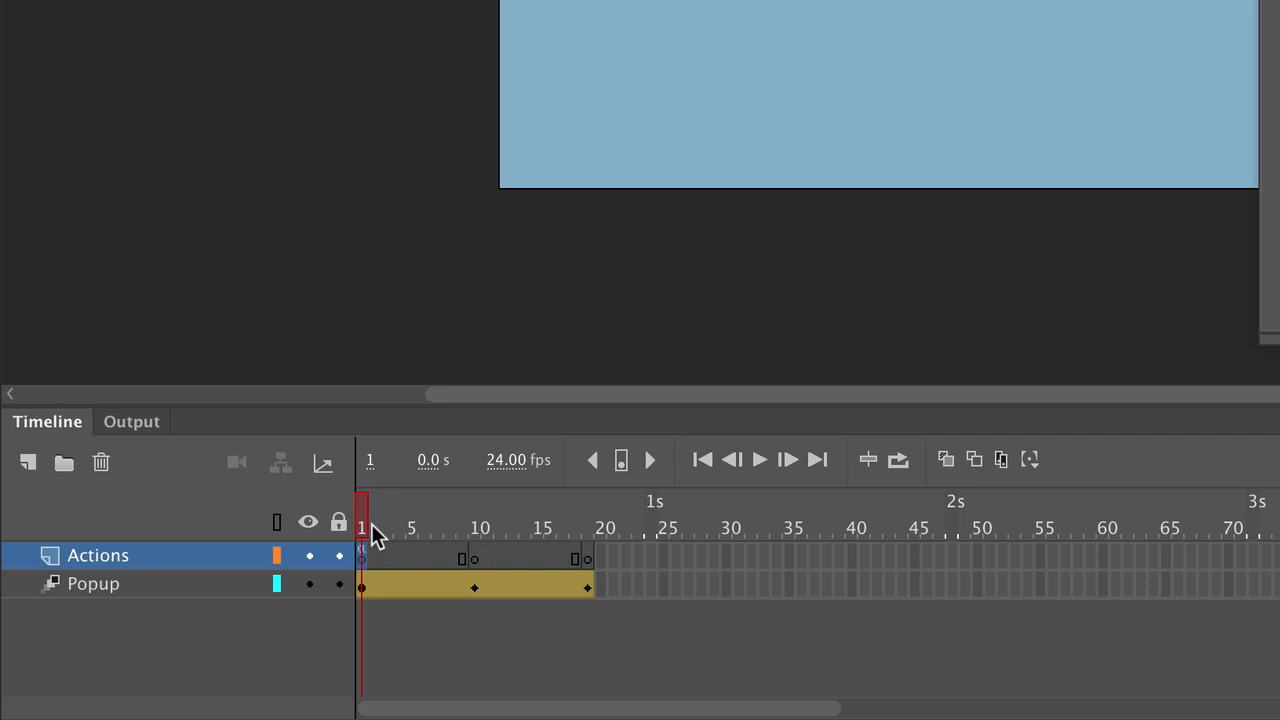 Timeline Output
1 0.0 s 24.00 fps
1s 2s 3s
1 5 10 15 20 25 30 35 40 45 50 55 60 65 70
Actions
a
Popup